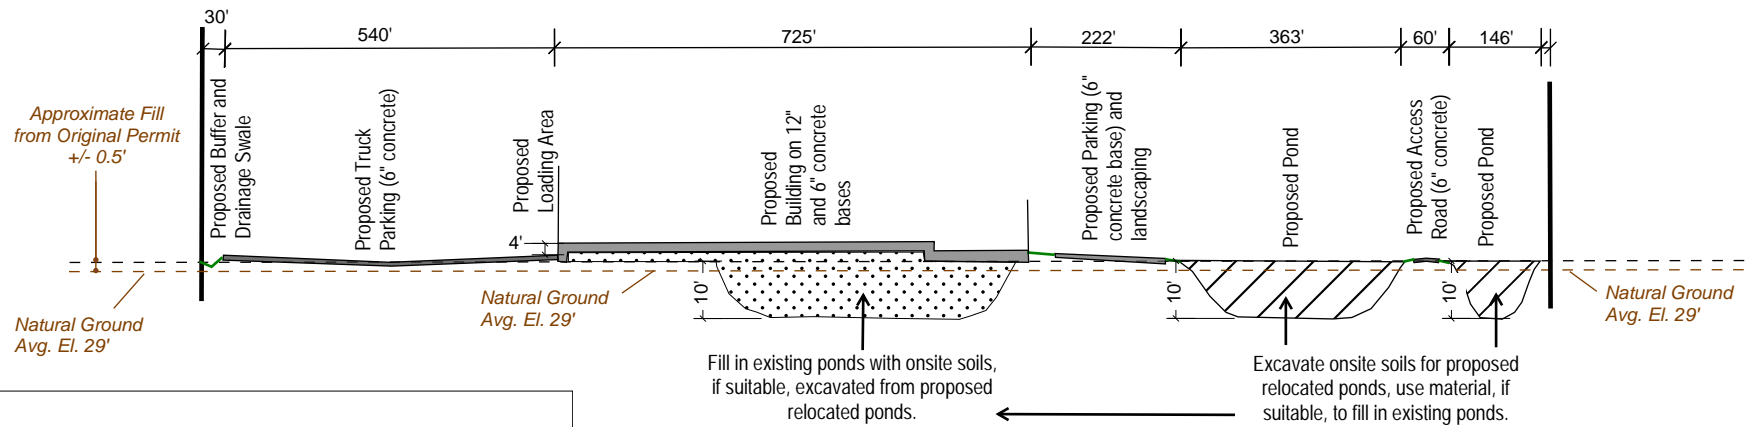 30'
540'
725'
222'
363'
60'
146'
Approximate Fill
from Original Permit
+/- 0.5'
Proposed Buffer and
Drainage Swale
Proposed Truck
Parking (6" concrete)
Proposed
Loading Area
Proposed
Building on 12"
and 6" concrete
bases
Proposed Parking (6"
concrete base) and
landscaping
Proposed Pond
Proposed Access
Road (6" concrete)
Proposed Pond
4'
10'
10'
10'
Natural Ground
Avg. El. 29'
Natural Ground
Avg. El. 29'
Natural Ground
Avg. El. 29'
Fill in existing ponds with onsite soils,
if suitable, excavated from proposed
relocated ponds.
Excavate onsite soils for proposed
relocated ponds, use material, if
suitable, to fill in existing ponds.